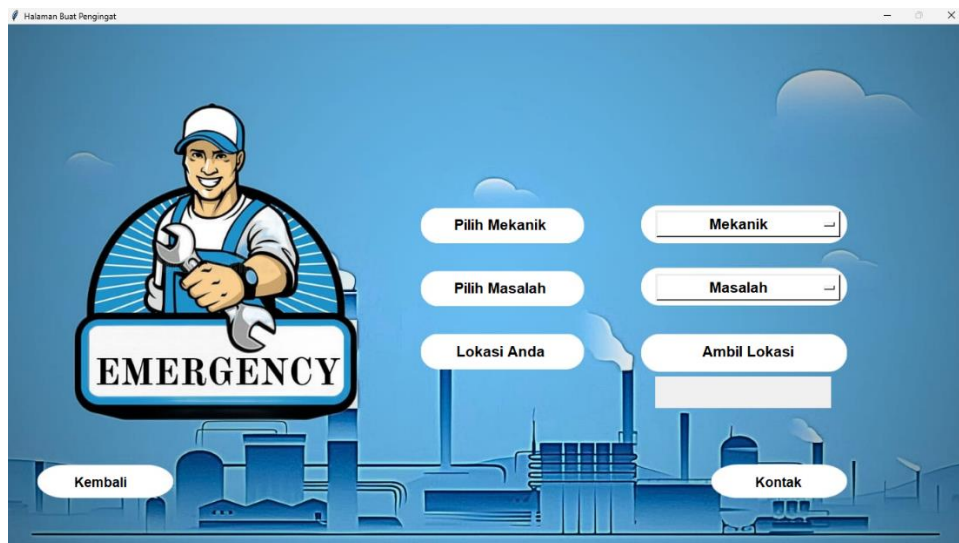 Halaman Buat Pengingat
Pilih Mekanik
Mekanik
Pilih Masalah
Masalah
Lokasi Anda
Ambil Lokasi
EMERGENCY
Kembali
Kontak